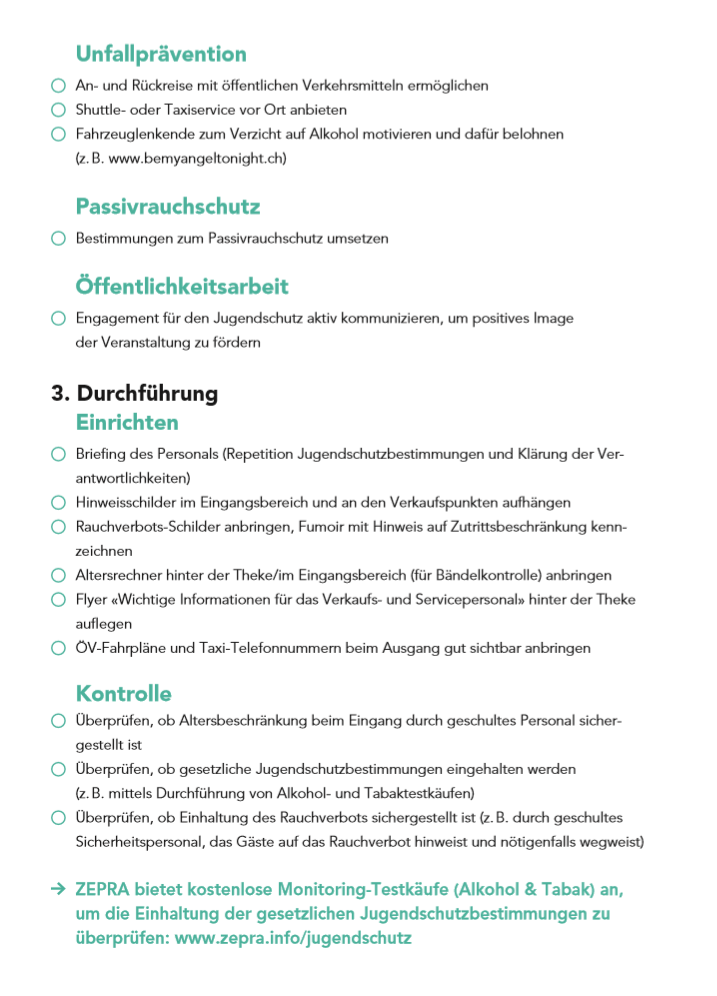 Unfallprävention
An- und Rückreise mit öffentlichen Verkehrsmitteln ermöglichen
Shuttle- oder Taxiservice vor Ort anbieten
Fahrzeuglenkende zum Verzicht auf Alkohol motivieren und dafür belohnen
(z. B. www.bemyangeltonight.ch)
Passivrauchschutz
Bestimmungen zum Passivrauchschutz umsetzen
Öffentlichkeitsarbeit
Engagement für den Jugendschutz aktiv kommunizieren, um positives Image
der Veranstaltung zu fördern
3. Durchführung
Einrichten
Briefing des Personals (Repetition Jugendschutzbestimmungen und Klärung der Ver-
antwortlichkeiten)
Hinweisschilder im Eingangsbereich und an den Verkaufspunkten aufhängen
Rauchverbots-Schilder anbringen, Fumoir mit Hinweis auf Zutrittsbeschränkung kenn-
zeichnen
Altersrechner hinter der Theke/im Eingangsbereich (für Bändelkontrolle) anbringen
Flyer «Wichtige Informationen für das Verkaufs- und Servicepersonal» hinter der Theke
auflegen
ÖV-Fahrpläne und Taxi-Telefonnummern beim Ausgang gut sichtbar anbringen
Kontrolle
Überprüfen, ob Altersbeschränkung beim Eingang durch geschultes Personal sicher-
gestellt ist
Überprüfen, ob gesetzliche Jugendschutzbestimmungen eingehalten werden
(z. B. mittels Durchführung von Alkohol- und Tabaktestkäufen)
Überprüfen, ob Einhaltung des Rauchverbots sichergestellt ist (z. B. durch geschultes
Sicherheitspersonal, das Gäste auf das Rauchverbot hinweist und nötigenfalls wegweist)
→ ZEPRA bietet kostenlose Monitoring-Testkäufe (Alkohol & Tabak) an,
um die Einhaltung der gesetzlichen Jugendschutzbestimmungen zu
überprüfen: www.zepra.info/jugendschutz